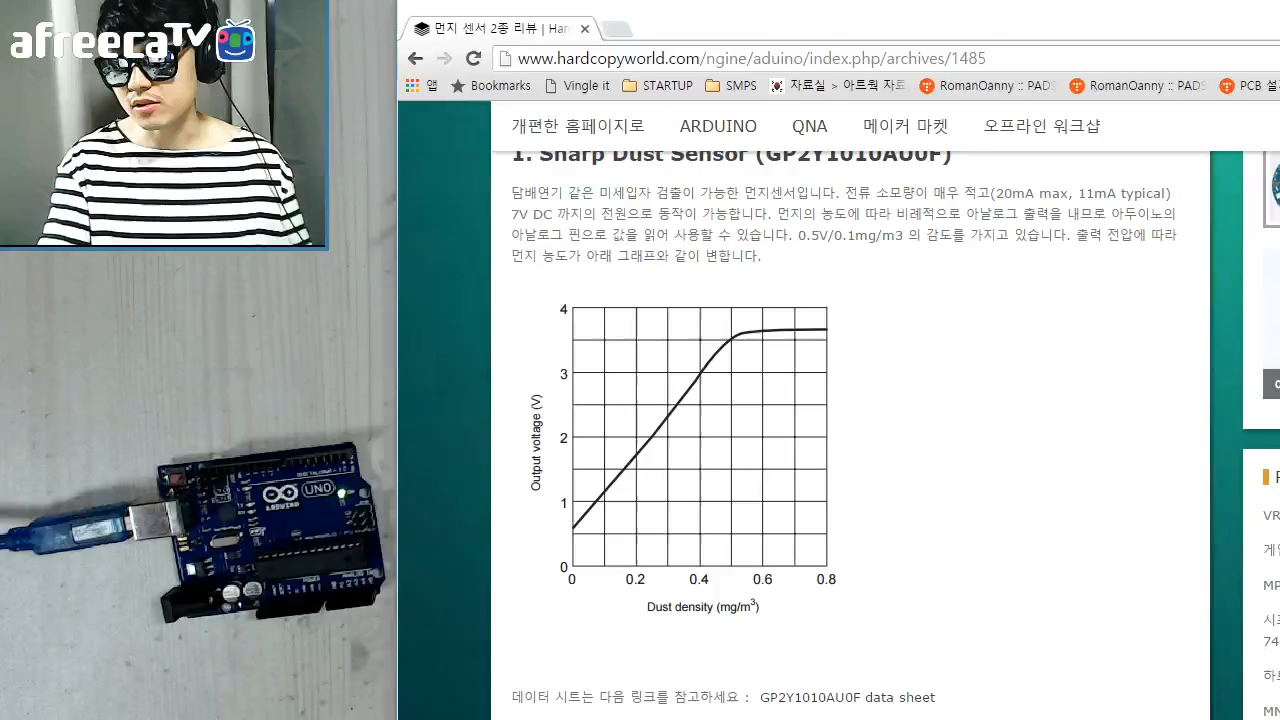 afreecaTV
먼지 센서 2종 리뷰 | Har
www.hardcopyworld.com/ngine/aduino/index.php/archives/1485
앱 Bookmarks Vingle it STARTUP SMPS 자료실 > 아트릭 자료 RomanOanny :: PADS RomanOanny :: PADS PCB 설
개편한 홈페이지로 ARDUINO QNA 메이커 마켓 오프라인 워크샵
1. Sharp Dust Sensor (GP2Y1010AU0F)
담배연기 같은 미세입자 검출이 가능한 먼지센서입니다. 전류 소모량이 매우 적고(20mA max, 11mA typical)
7V DC 까지의 전원으로 동작이 가능합니다. 먼지의 농도에 따라 비례적으로 아날로그 출력을 내므로 아두이노의
아날로그 핀으로 값을 읽어 사용할 수 있습니다. 0.5V/0.1mg/m3 의 감도를 가지고 있습니다. 출력 전압에 따라
먼지 농도가 아래 그래프와 같이 변합니다.
4
3
2
1
0
Output voltage (V)
0 0.2 0.4 0.6 0.8
Dust density (mg/m3)
데이터 시트는 다음 링크를 참고하세요 : GP2Y1010AU0F data sheet
UNO
VR
게임
MP
74
MN